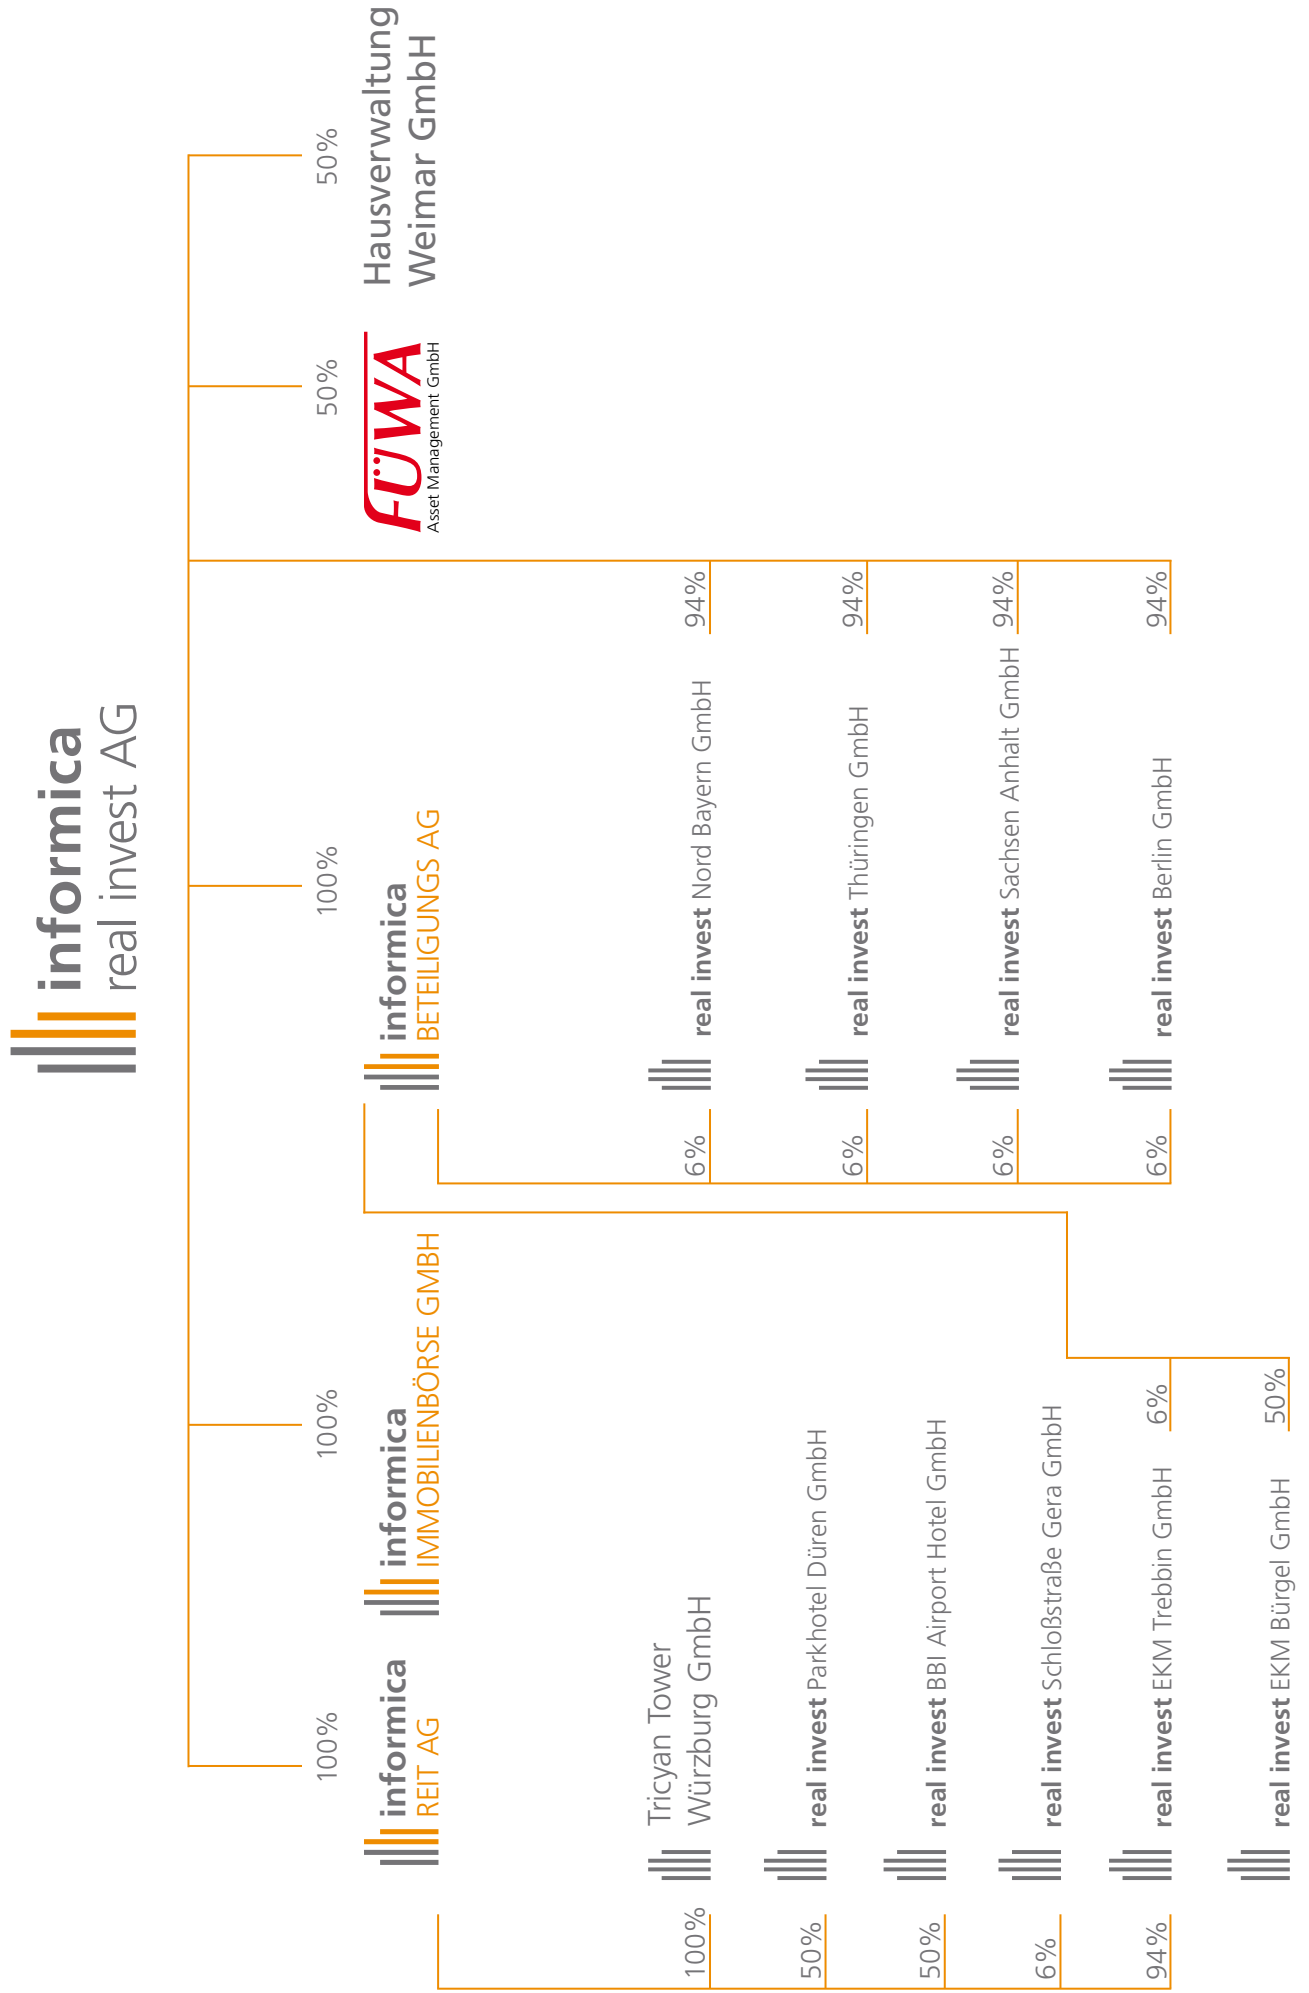 informica
real invest AG
100%
100%
100%
50%
50%
informica
REIT AG
informica
IMMOBILIENBÖRSE GMBH
informica
BETEILIGUNGS AG
FÜWA
Asset Management GmbH
Hausverwaltung
Weimar GmbH
100%
Tricyan Tower
Würzburg GmbH
50%
real invest Parkhotel Düren GmbH
50%
real invest BBI Airport Hotel GmbH
6%
real invest Schloßstraße Gera GmbH
94%
real invest EKM Trebbin GmbH
6%
real invest EKM Bürgel GmbH
50%
6%
real invest Nord Bayern GmbH
94%
6%
real invest Thüringen GmbH
94%
6%
real invest Sachsen Anhalt GmbH
94%
6%
real invest Berlin GmbH
94%